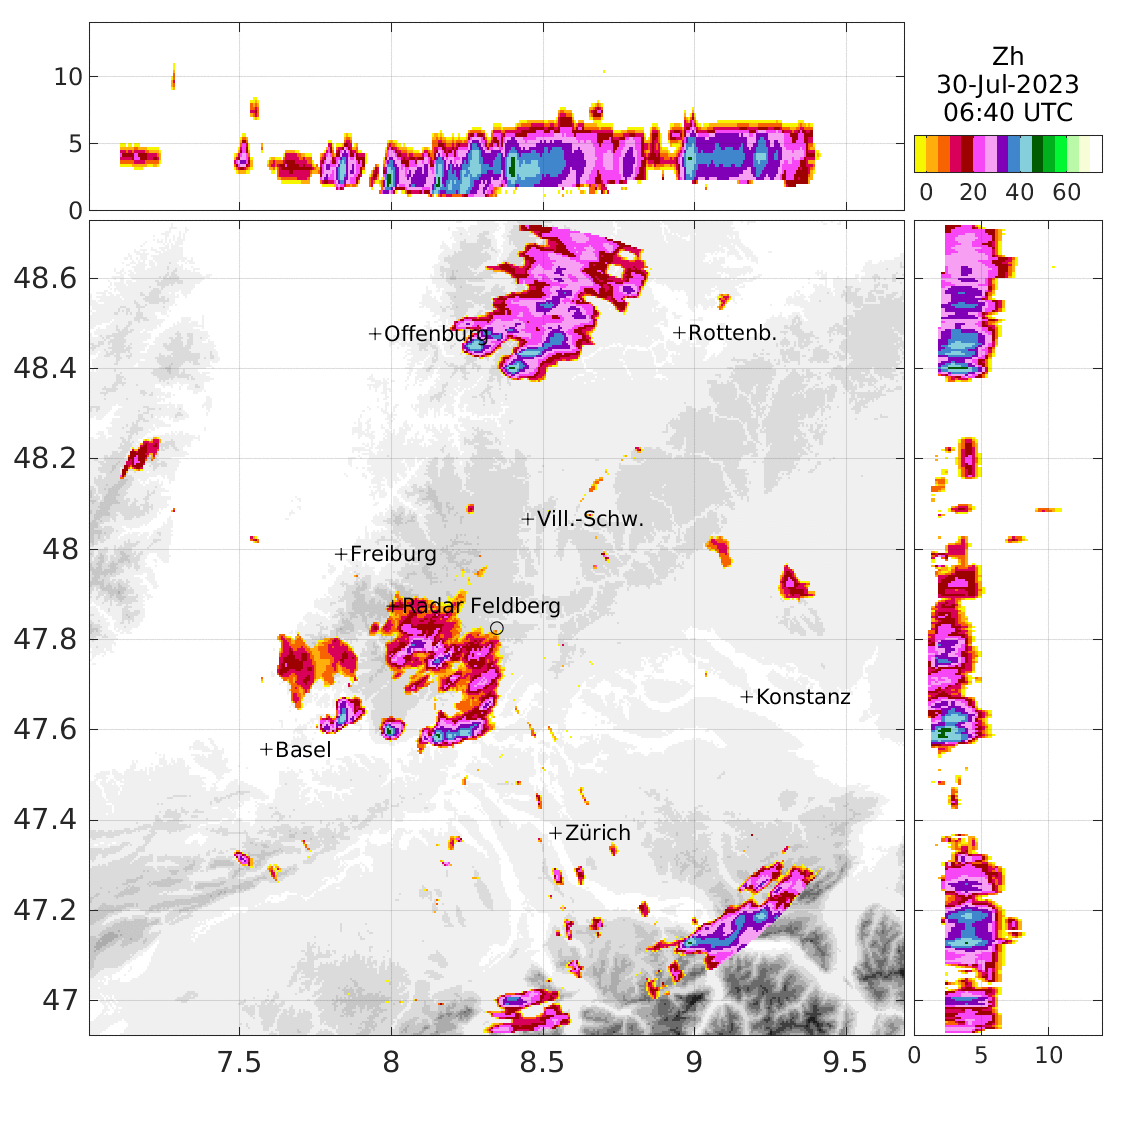 10
5
0
Zh
30-Jul-2023
06:40 UTC
0 20 40 60
48.6
48.4
48.2
48
47.8
47.6
47.4
47.2
47
+Offenburg
+Rottenb.
+Vill.-Schw.
+Freiburg
+Radar Feldberg
+Konstanz
+Basel
+Zürich
7.5 8 8.5 9 9.5
0 5 10